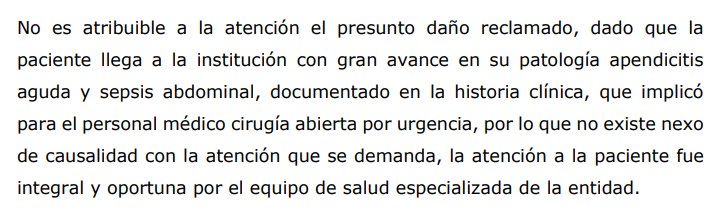 No es atribuible a la atención el presunto daño reclamado, dado que la
paciente llega a la institución con gran avance en su patología apendicitis
aguda y sepsis abdominal, documentado en la historia clínica, que implicó
para el personal médico cirugía abierta por urgencia, por lo que no existe nexo
de causalidad con la atención que se demanda, la atención a la paciente fue
integral y oportuna por el equipo de salud especializada de la entidad.